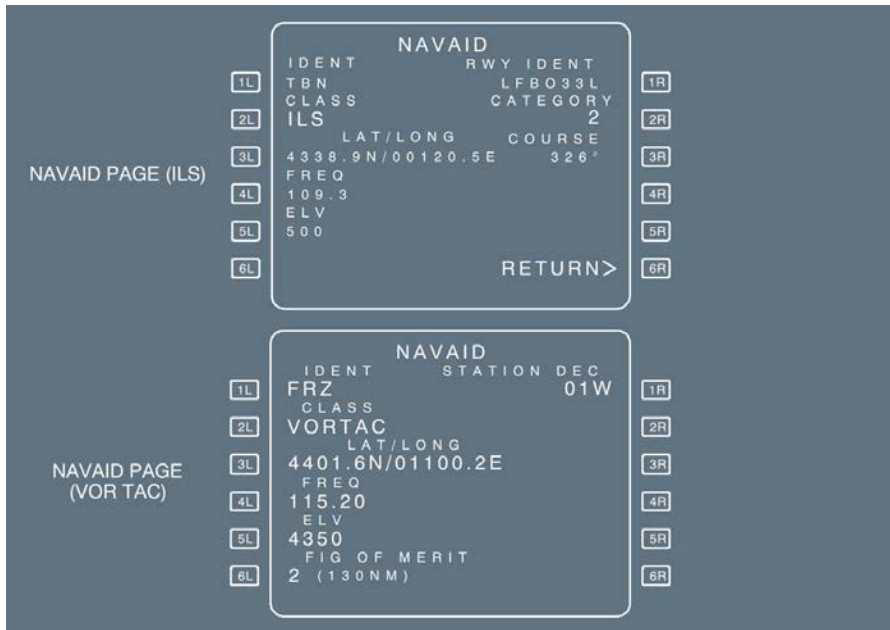 NAVAID
IDENT RWY IDENT
1L TBN LFBO33L 1R
CLASS CATEGORY
2L ILS 2 2R
LAT/LONG COURSE
3L 4338.9N/00120.5E 326° 3R
NAVAID PAGE (ILS)
FREQ
4L 109.3 4R
ELV
5L 500 5R
6L RETURN> 6R
NAVAID
IDENT STATION DEC
1L FRZ 01W 1R
CLASS
2L VORTAC 2R
LAT/LONG
3L 4401.6N/01100.2E 3R
NAVAID PAGE
(VOR TAC)
FREQ
4L 115.20 4R
ELV
5L 4350 5R
FIG OF MERIT
6L 2 (130NM) 6R